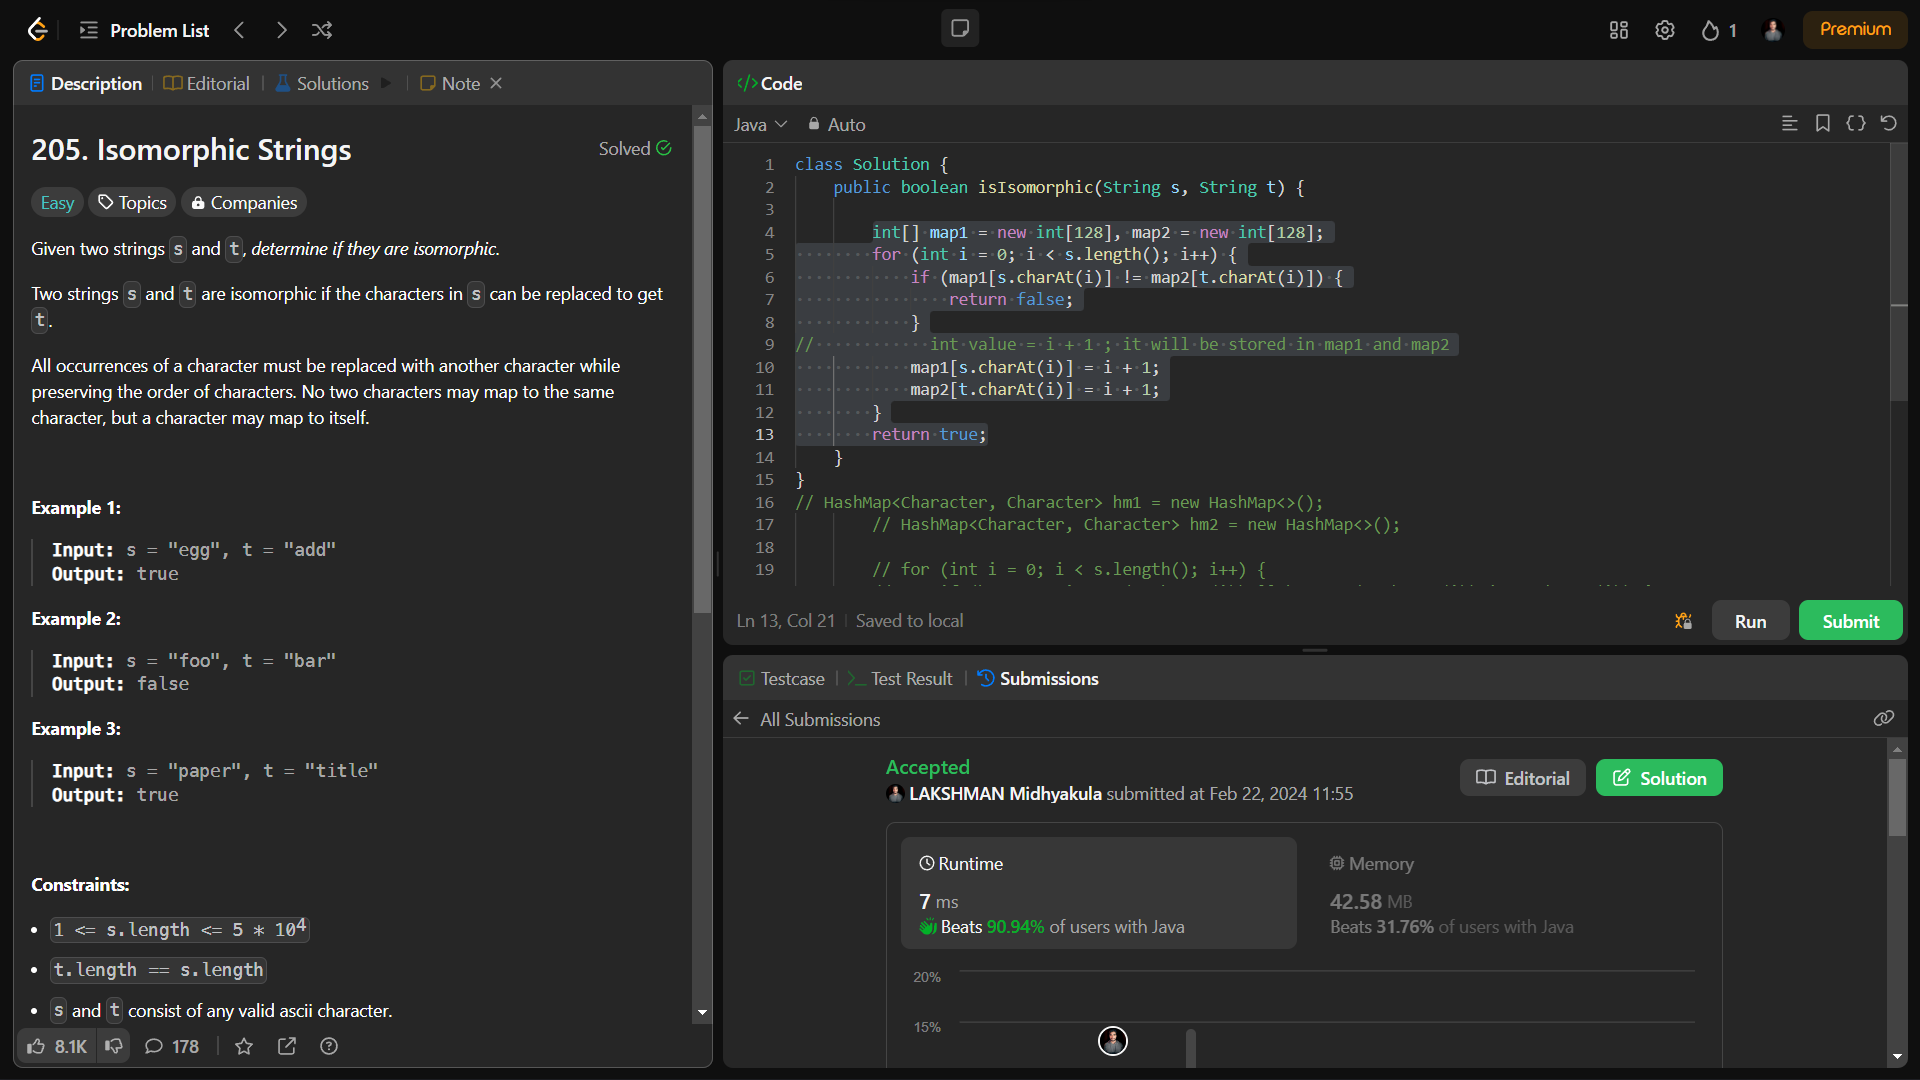 Problem List
1
Premium
Description
Editorial
Solutions
Note
205. Isomorphic Strings
Solved
Easy
Topics
Companies
Given two strings s and t, determine if they are isomorphic.
Two strings s and t are isomorphic if the characters in s can be replaced to get
t.
All occurrences of a character must be replaced with another character while
preserving the order of characters. No two characters may map to the same
character, but a character may map to itself.
Example 1:
Input: s = "egg", t = "add"
Output: true
Example 2:
Input: s = "foo", t = "bar"
Output: false
Example 3:
Input: s = "paper", t = "title"
Output: true
Constraints:
• 1 <= s.length <= 5 * 10⁴
• t.length == s.length
• s and t consist of any valid ascii character.
8.1K
178
</> Code
Java
Auto
1 class Solution {
2 public boolean isIsomorphic(String s, String t) {
3
4 int[] map1 = new int[128], map2 = new int[128];
5 for (int i = 0; i < s.length(); i++) {
6 if (map1[s.charAt(i)] != map2[t.charAt(i)]) {
7 return false;
8 }
9 // int value = i + 1 ; it will be stored in map1 and map2
10 map1[s.charAt(i)] = i + 1;
11 map2[t.charAt(i)] = i + 1;
12 }
13 return true;
14 }
15 }
16 // HashMap<Character, Character> hm1 = new HashMap<>();
17 // HashMap<Character, Character> hm2 = new HashMap<>();
18
19 // for (int i = 0; i < s.length(); i++) {
Ln 13, Col 21
Saved to local
Run
Submit
Testcase
Test Result
Submissions
All Submissions
Accepted
LAKSHMAN Midhyakula submitted at Feb 22, 2024 11:55
Editorial
Solution
Runtime
7 ms
Beats 90.94% of users with Java
Memory
42.58 MB
Beats 31.76% of users with Java
20%
15%